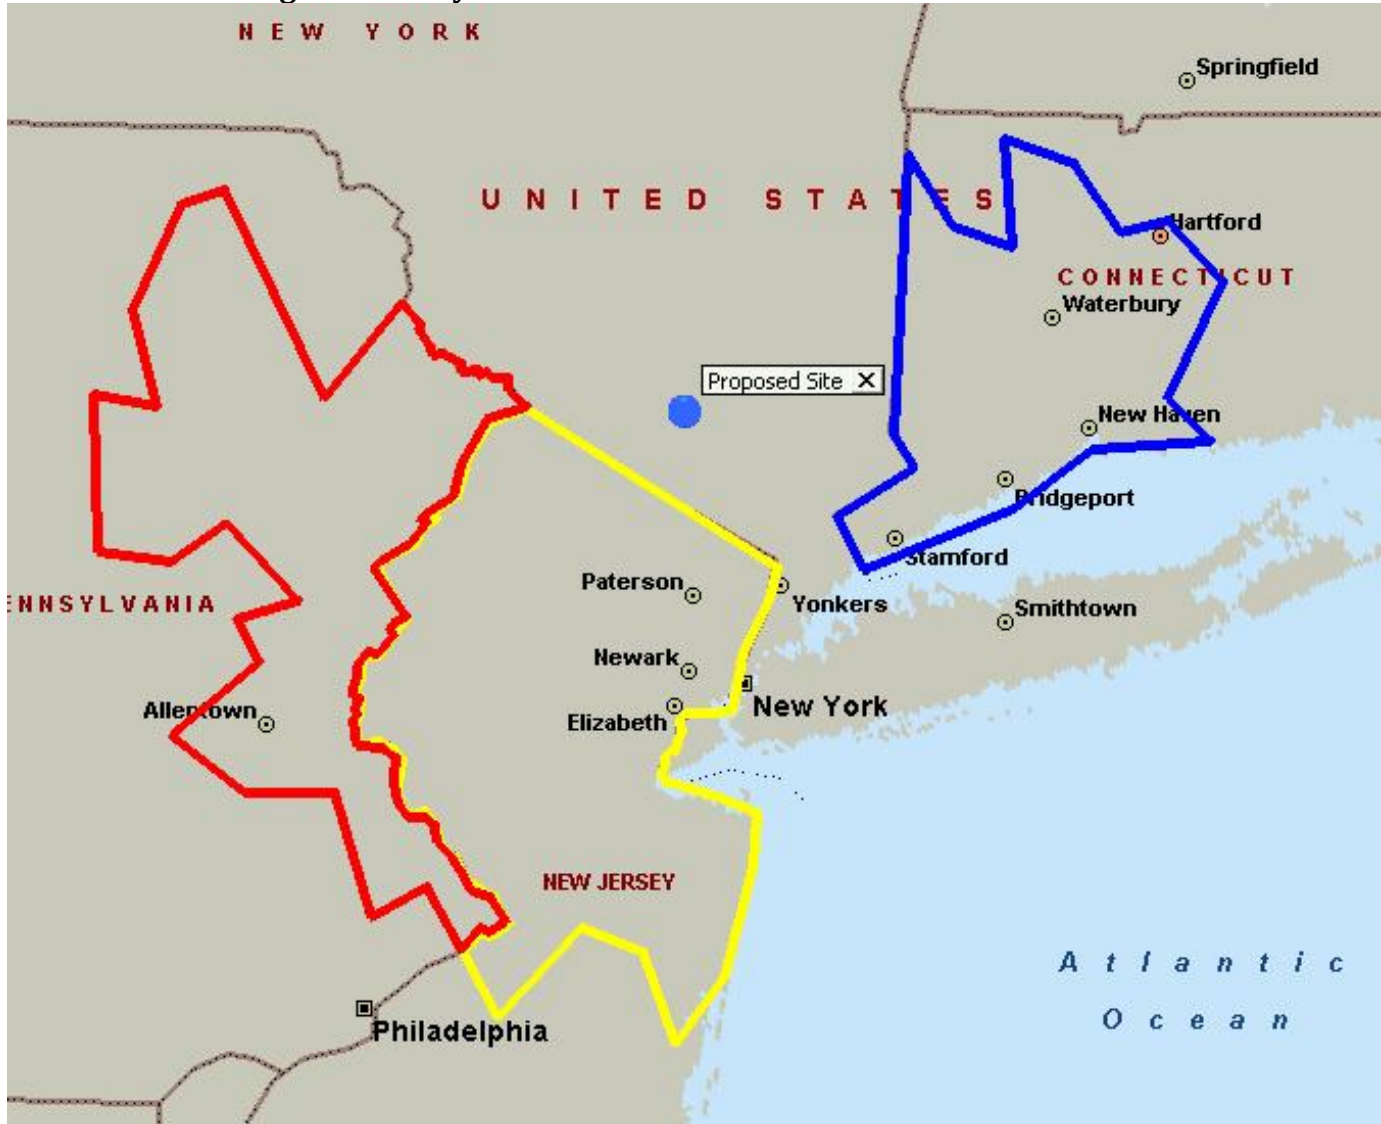 NEW YORK
Springfield
UNITED STATES
Hartford
CONNECTICUT
Waterbury
Proposed Site X
New Haven
Bridgeport
Stamford
Paterson
Yonkers
ENNSYLVANIA
Smithtown
Newark
Allentown
New York
Elizabeth
NEW JERSEY
Atlantic
Ocean
Philadelphia